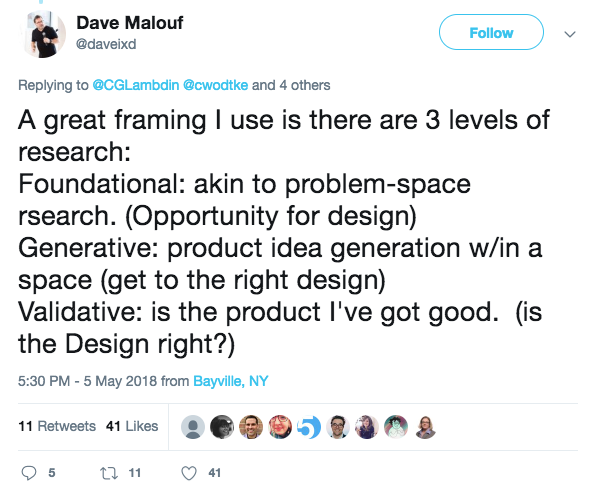 Dave Malouf
@daveixd
Follow
Replying to @CGLambdin @cwodtke and 4 others
A great framing I use is there are 3 levels of
research:
Foundational: akin to problem-space
rsearch. (Opportunity for design)
Generative: product idea generation w/in a
space (get to the right design)
Validative: is the product I've got good.  (is
the Design right?)
5:30 PM - 5 May 2018 from Bayville, NY
11 Retweets 41 Likes
5 11 41